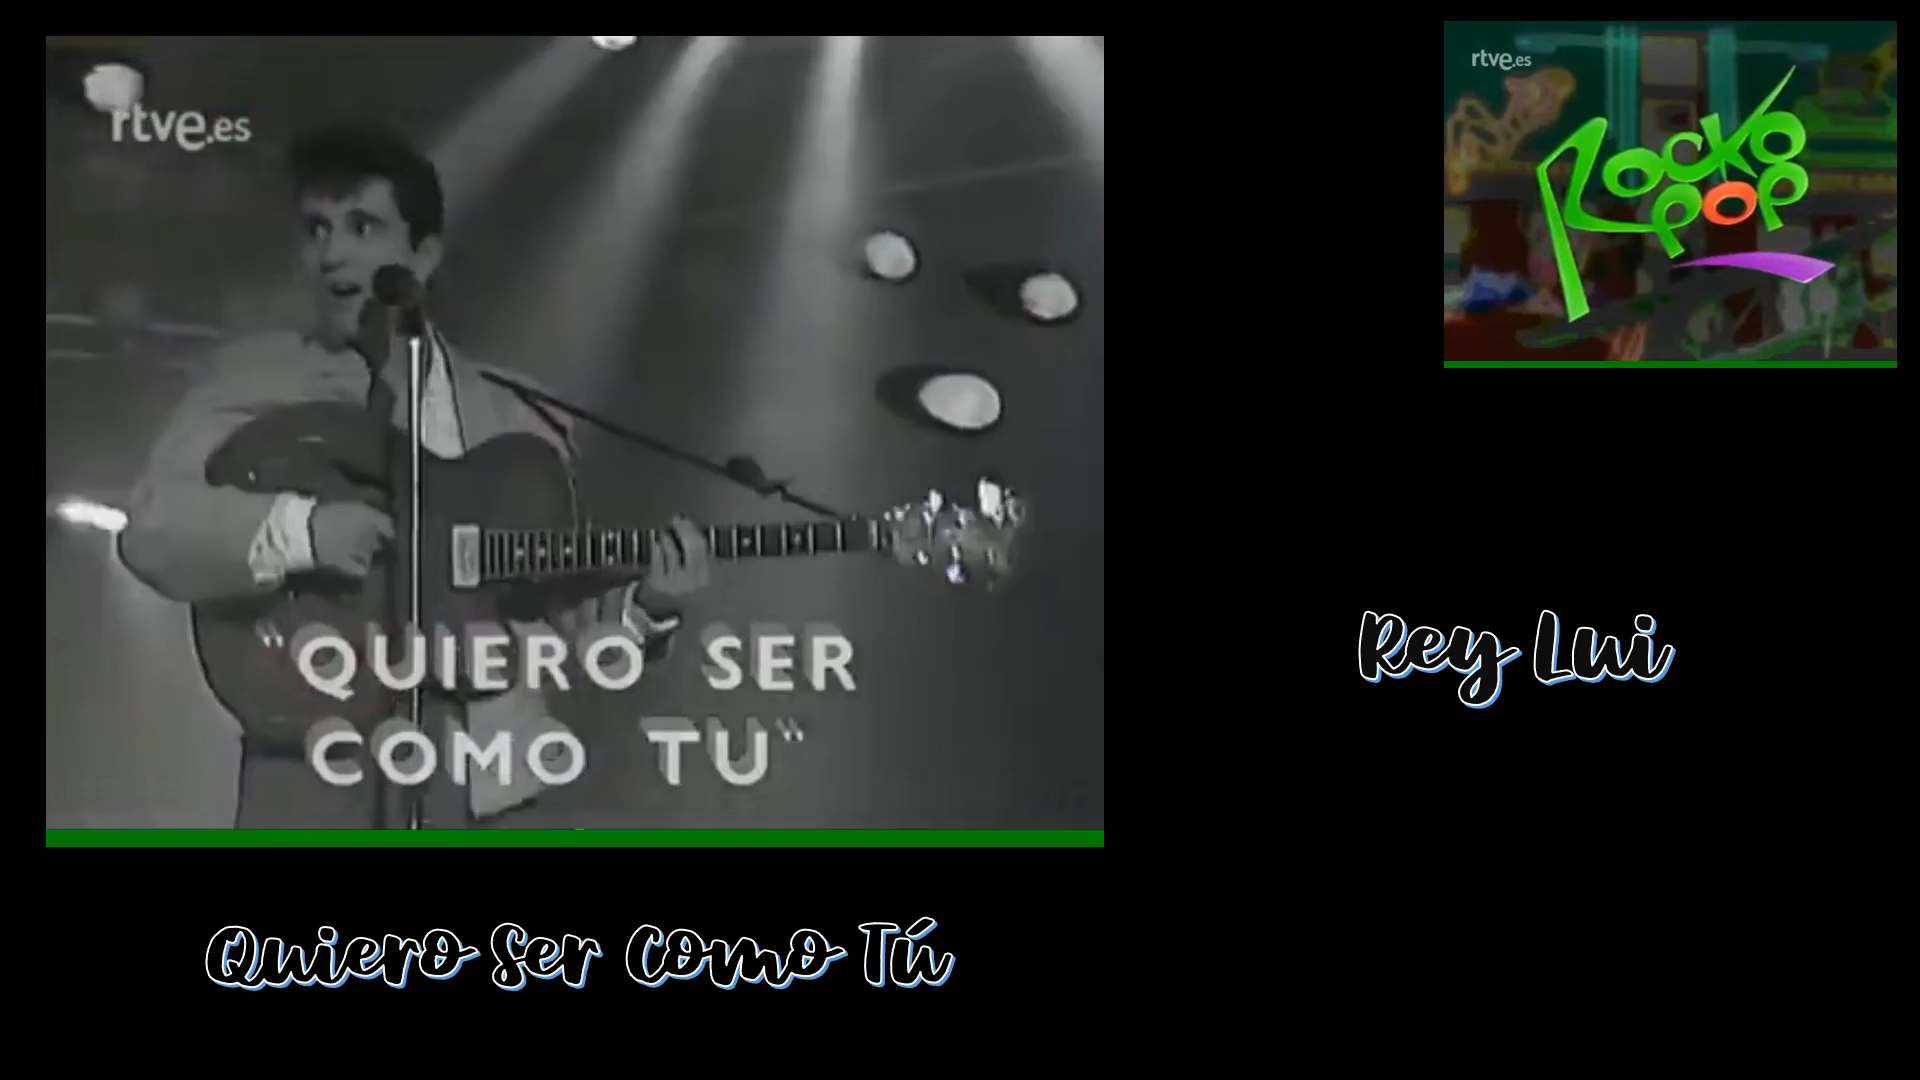 rtve.es
"QUIERO SER
COMO TU"
rtve.es
Rocko
pop
Rey Lui
Quiero Ser Como Tú